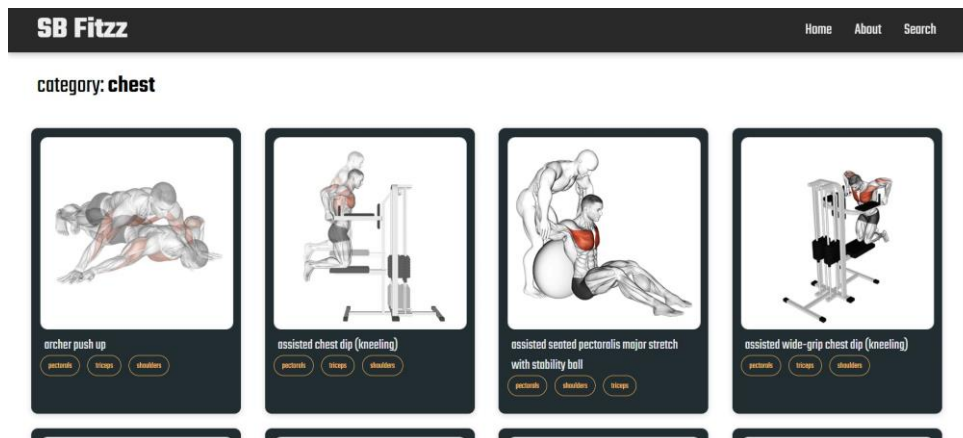 SB Fitzz
Home About Search
category: chest
archer push up
pectorals triceps shoulders
assisted chest dip (kneeling)
pectorals triceps shoulders
assisted seated pectoralis major stretch
with stability ball
pectorals shoulders triceps
assisted wide-grip chest dip (kneeling)
pectorals triceps shoulders